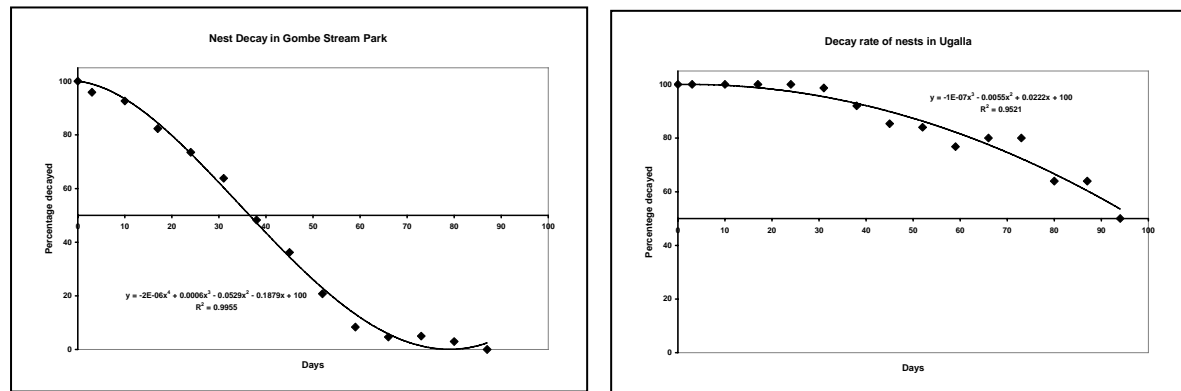 Nest Decay in Gombe Stream Park
Percentage decayed
100
80
60
40
20
0
0 10 20 30 40 50 60 70 80 90 100
y = -2E-06x⁴ + 0.0006x³ - 0.0529x² - 0.1879x + 100
R² = 0.9955
Days
Decay rate of nests in Ugalla
Percentege decayed
100
80
60
40
20
0
0 10 20 30 40 50 60 70 80 90 100
y = -1E-07x³ - 0.0055x² + 0.0222x + 100
R² = 0.9521
Days